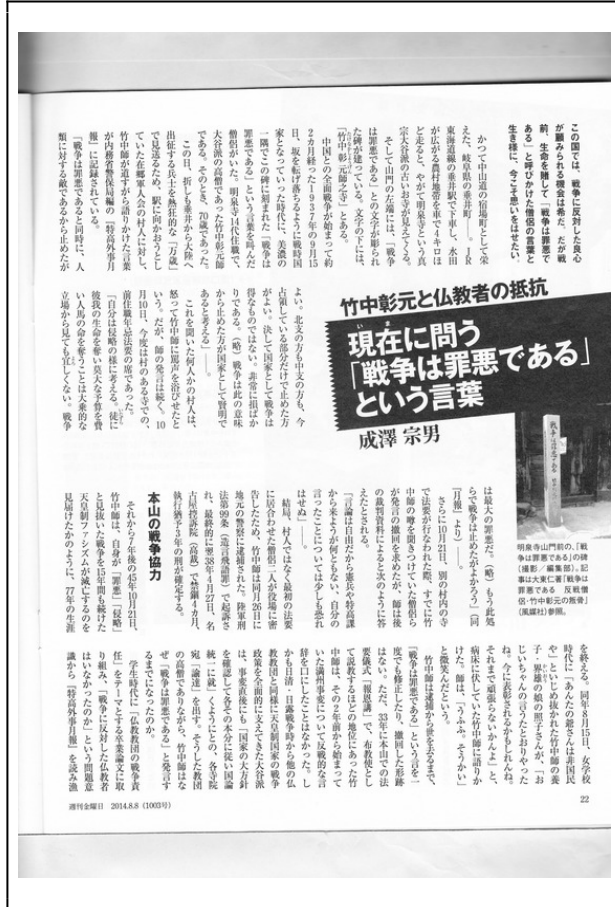 この国では、戦争に反対した良心
が顧みられる機会は希だ。だが戦
前、生命を賭して「戦争は罪悪で
ある」と呼びかけた僧侶の言葉と
生き様に、今こそ思いをはせたい。
竹中彰元と仏教者の抵抗
現在に問う
いま
「戦争は罪悪である」
という言葉
成澤 宗男
かつて中山道の宿場町として栄
えた、岐阜県の垂井町――。JR
東海道線の垂井駅で下車し、水田
が広がる農村地帯を車で4キロほ
ど走ると、やがて明泉寺という真
宗大谷派の古いお寺が見えてくる。
そして山門の左端には、「戦争
は罪悪である」との文字が彫られ
た碑が建っている。文字の下には、
「竹中彰元師之寺」とある。
中国との全面戦争が始まって約
2カ月経った1937年の9月15
日、坂を転げ落ちるように戦時国
家となっていった時代に、美濃の
一隅でこの碑に刻まれた「戦争は
罪悪である」という言葉を叫んだ
僧侶がいた。明泉寺14代住職で、
大谷派の高僧であった竹中彰元師
である。そのとき、70歳であった。
この日、折しも垂井から大陸へ
出征する兵士を熱狂的な「万歳」
で見送るため、駅に向かおうとし
ていた在郷軍人会の村人に対し、
竹中師が道すがら語りかけた言葉
が内務省警保局編の「特高外事月
報」に記録されている。
「戦争は罪悪であると同時に、人
類に対する敵であるから止めたが
よい。北支の方も中支の方も、今
占領している部分だけで止めた方
がよい。決して国家として戦争は
得なものではない。非常に損ばか
りである。(略)戦争は此の意味
から止めた方が国家として賢明で
あると考える」――。
これを聞いた何人かの村人は、
怒って竹中師に罵声を浴びせたと
いう。だが、師の発言は続く。10
月10日、今度は村のある寺での、
前住職年忌法要の席であった。
「自分は侵略の様に考える。徒に
いたずら
彼我の生命を奪い莫大な予算を費
い人馬の命を奪うことは大乗的な
立場から見ても宜しくない。戦争
は最大の罪悪だ。(略)もう此処
らで戦争は止めたがよかろう」(同
「月報」より)――。
さらに10月21日、別の村内の寺
で法要が行なわれた際、すでに竹
中師の噂を聞きつけていた僧侶ら
が発言の撤回を求めたが、師は後
の裁判資料によると次のように答
えたとされる。
「言論は自由だから憲兵や特高課
から来ようが何ともない、自分の
言ったことについては少しも恐れ
はせぬ」――。
結局、村人ではなく最初の法要
に居合わせた僧侶二人が役場に密
告したため、竹中師は同月26日に
地元の警察に逮捕された。陸軍刑
法第99条(造言飛語罪)で起訴さ
れ、最終的に翌38年4月27日、名
古屋控訴院(高裁)で禁錮4カ月、
執行猶予3年の刑が確定する。
本山の戦争協力
それから7年後の45年10月21日、
竹中師は、自身が「罪悪」「侵略」
と見抜いた戦争を15年間も続けた
天皇制ファシズムが滅亡するのを
見届けたかのように、77年の生涯
明泉寺山門前の、「戦
争は罪悪である」の碑
(撮影/編集部)。記
事は大東仁著『戦争は
罪悪である 反戦僧
侶・竹中彰元の叛骨』
(風媒社)参照。
を終える。同年8月15日、女学校
時代に「あんたの爺さんは非国民
や」といじめ抜かれた竹中師の養
子・界雄の娘の照子さんが、「お
じいちゃんの言うたとおりやった
ね。今に表彰されるかもしれんね。
それまで頑張らないかんよ」と、
病床に伏していた竹中師に語りか
けた。師は、「うふふ。そうかい」
と微笑んだという。
竹中師は逮捕から世を去るまで、
「戦争は罪悪である」という言を一
度でも修正したり、撤回した形跡
はない。ただ、33年に本山での法
要儀式「報恩講」で、布教使とし
て説教するほどの地位にあった竹
中師は、その2年前から始まって
いた満州事変について反戦的な言
辞を口にしたことはなかった。し
かも日清・日露戦争時から他の仏
教教団と同様に天皇制国家の戦争
政策を全面的に支えてきた大谷派
は、事変直後にも「国家の大方針
を確認して各その本分に従い国論
統一に竣」くようにとの、各寺院
宛「諭達」を出す。そうした教団
の高僧でありながら、竹中師はな
ぜ「戦争は罪悪である」と発言す
るまでになったのか。
学生時代に「仏教教団の戦争責
任」をテーマとする卒業論文に取
り組み、「戦争に反対した仏教者
はいなかったのか」という問題意
識から「特高外事月報」を読み漁
週刊金曜日 2014.8.8 (1003号)
22